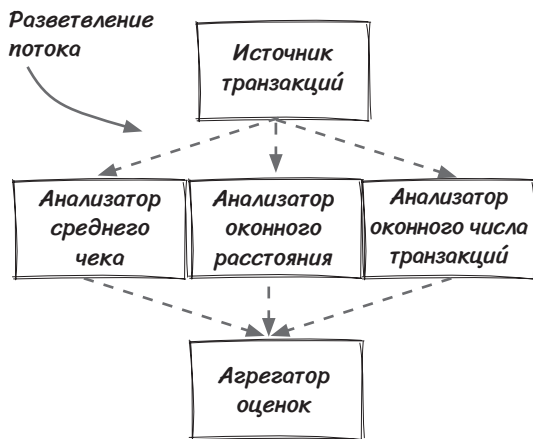 Разветвление
потока
Источник
транзакций
Анализатор
среднего
чека
Анализатор
оконного
расстояния
Анализатор
оконного числа
транзакций
Агрегатор
оценок